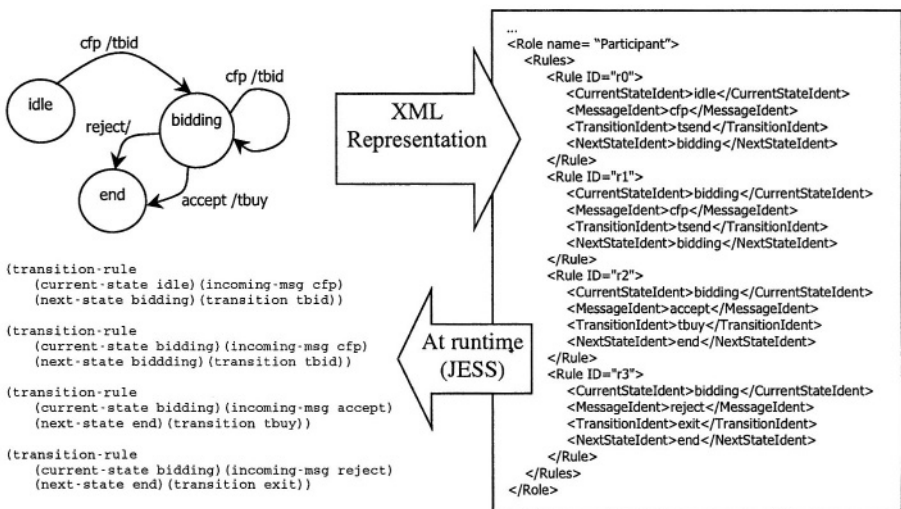 cfp /tbid
cfp /tbid
idle
bidding
reject/
end
accept /tbuy
XML
Representation
...
<Role name= “Participant”>
<Rules>
<Rule ID="r0">
<CurrentStateIdent>idle</CurrentStateIdent>
<MessageIdent>cfp</MessageIdent>
<TransitionIdent>tsend</TransitionIdent>
<NextStateIdent>bidding</NextStateIdent>
</Rule>
<Rule ID="r1">
<CurrentStateIdent>bidding</CurrentStateIdent>
<MessageIdent>cfp</MessageIdent>
<TransitionIdent>tsend</TransitionIdent>
<NextStateIdent>bidding</NextStateIdent>
</Rule>
<Rule ID="r2">
<CurrentStateIdent>bidding</CurrentStateIdent>
<MessageIdent>accept</MessageIdent>
<TransitionIdent>tbuy</TransitionIdent>
<NextStateIdent>end</NextStateIdent>
</Rule>
<Rule ID="r3">
<CurrentStateIdent>bidding</CurrentStateIdent>
<MessageIdent>reject</MessageIdent>
<TransitionIdent>exit</TransitionIdent>
<NextStateIdent>end</NextStateIdent>
</Rule>
</Rules>
</Role>
At runtime
(JESS)
(transition-rule
(current-state idle)(incoming-msg cfp)
(next-state bidding)(transition tbid))
(transition-rule
(current-state bidding)(incoming-msg cfp)
(next-state biddding)(transition tbid))
(transition-rule
(current-state bidding)(incoming-msg accept)
(next-state end)(transition tbuy))
(transition-rule
(current-state bidding)(incoming-msg reject)
(next-state end)(transition exit))